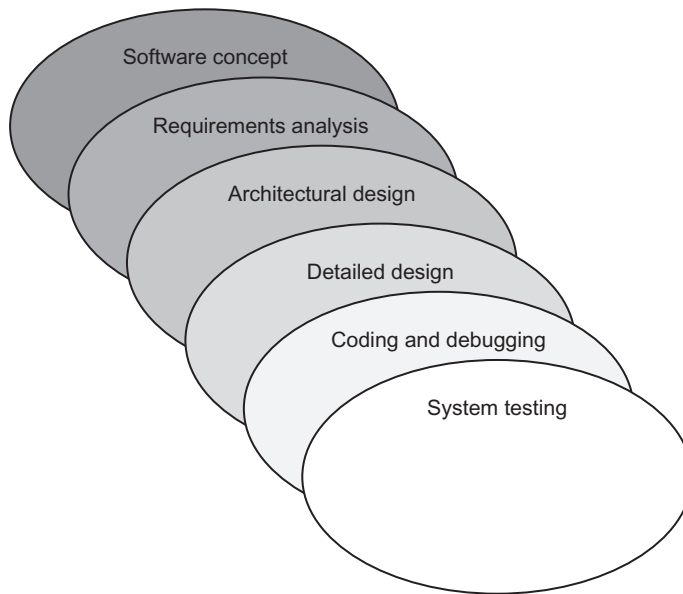 Software concept
Requirements analysis
Architectural design
Detailed design
Coding and debugging
System testing